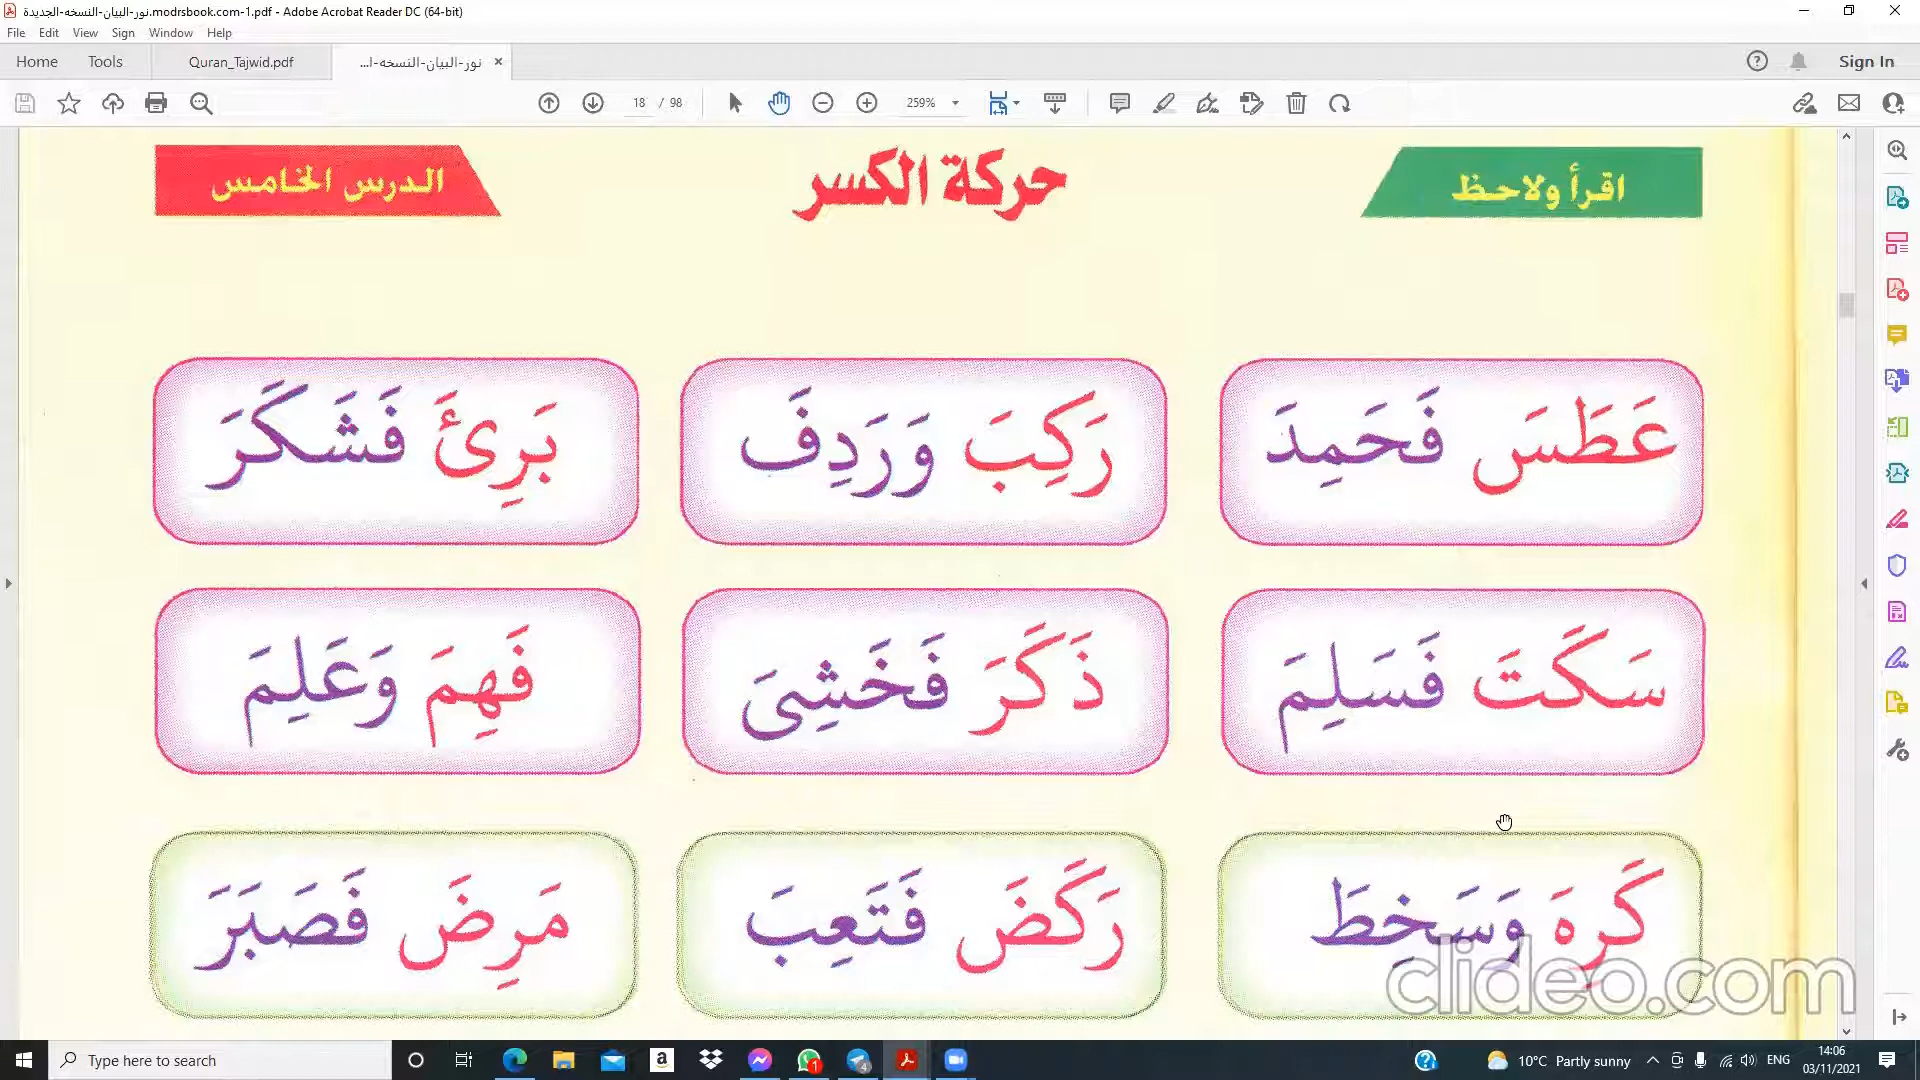 نور-البيان-النسخه-الجديدة.modrsbook.com-1.pdf - Adobe Acrobat Reader DC (64-bit)
File Edit View Sign Window Help
Home Tools Quran_Tajwid.pdf نور-البيان-النسخه-ا...
Sign In
18 / 98 259%
اقرأ ولاحظ حركة الكسر الدرس الخامس
عَطَسَ فَحَمِدَ رَكِبَ وَرَدِفَ بَرِئَ فَشَكَرَ
سَكَتَ فَسَلِمَ ذَكَرَ فَخَشِىَ فَهِمَ وَعَلِمَ
كَرِهَ وَسَخِطَ رَكَضَ فَتَعِبَ مَرِضَ فَصَبَرَ
clideo.com
Type here to search 10°C Partly sunny ENG 14:06
03/11/2021